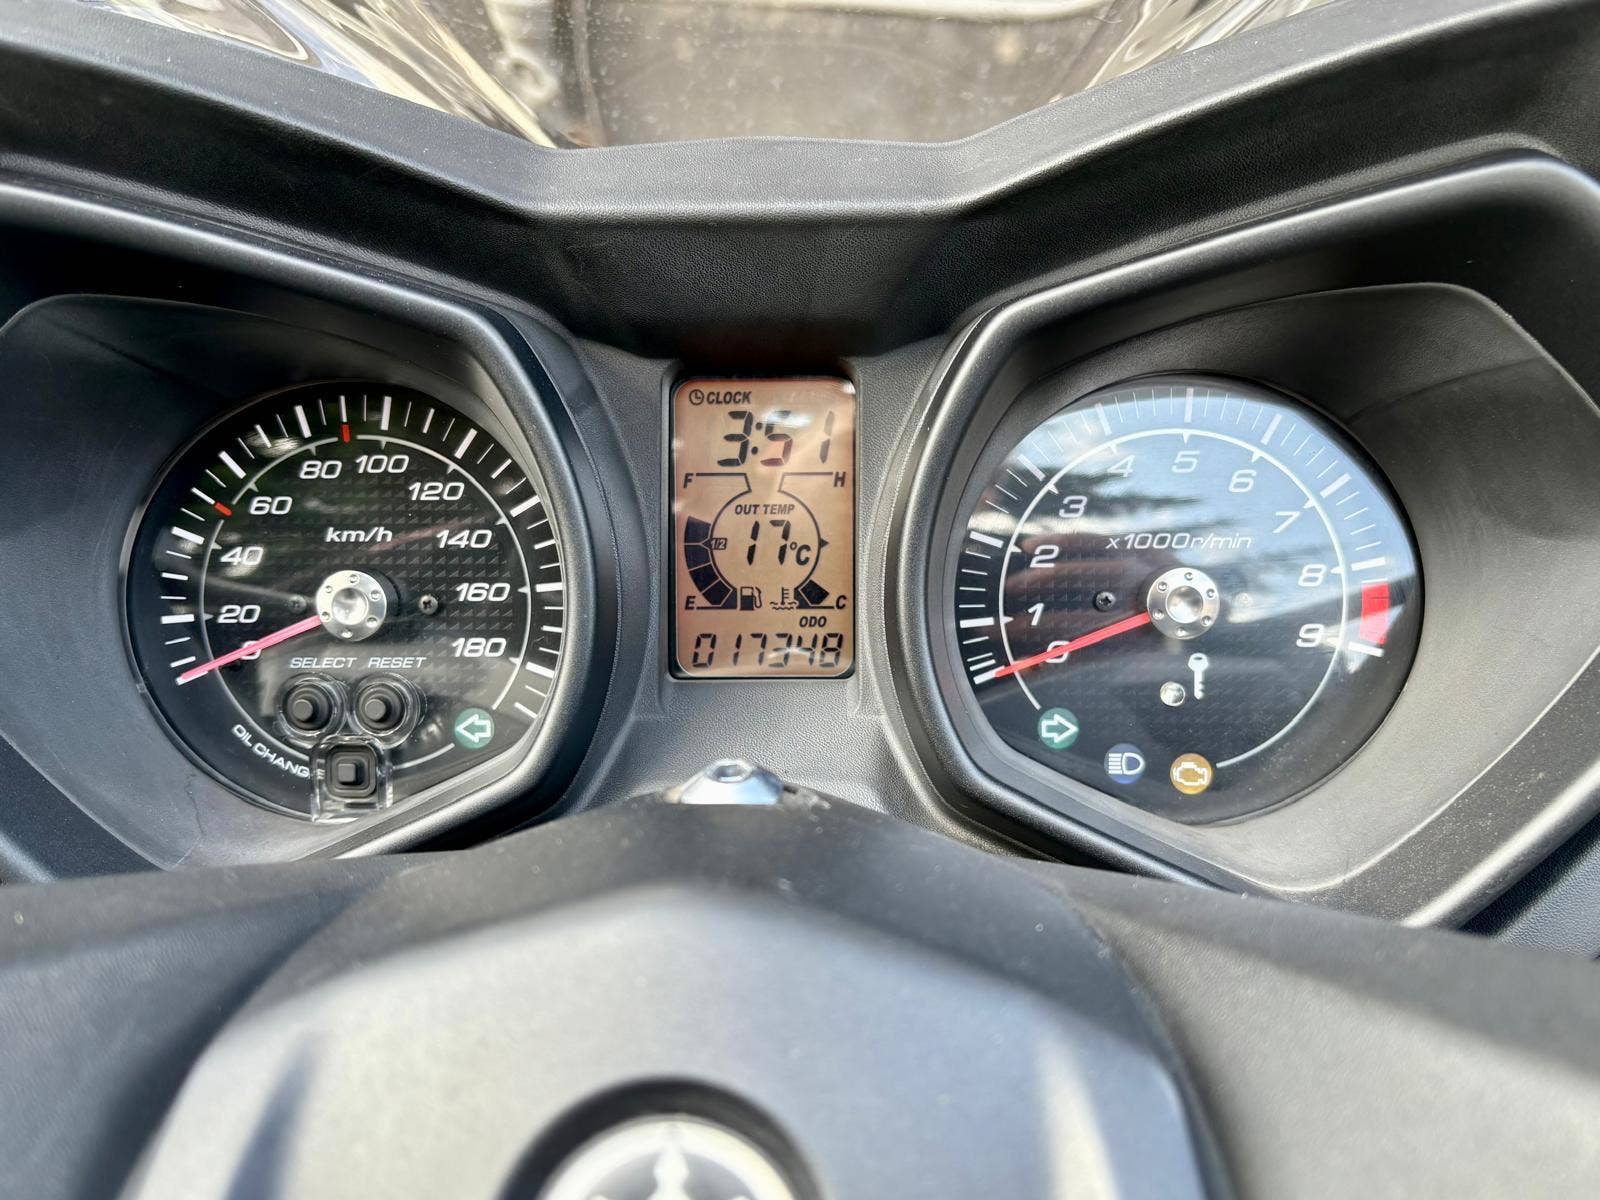 80 100
60 120
km/h
40 140
20 160
0 180
SELECT RESET
OIL CHANGE
CLOCK
3:51
F H
OUT TEMP
1/2 17°C
E C
ODO
017348
4 5 6
3 7
x1000r/min
2 8
1 9
0